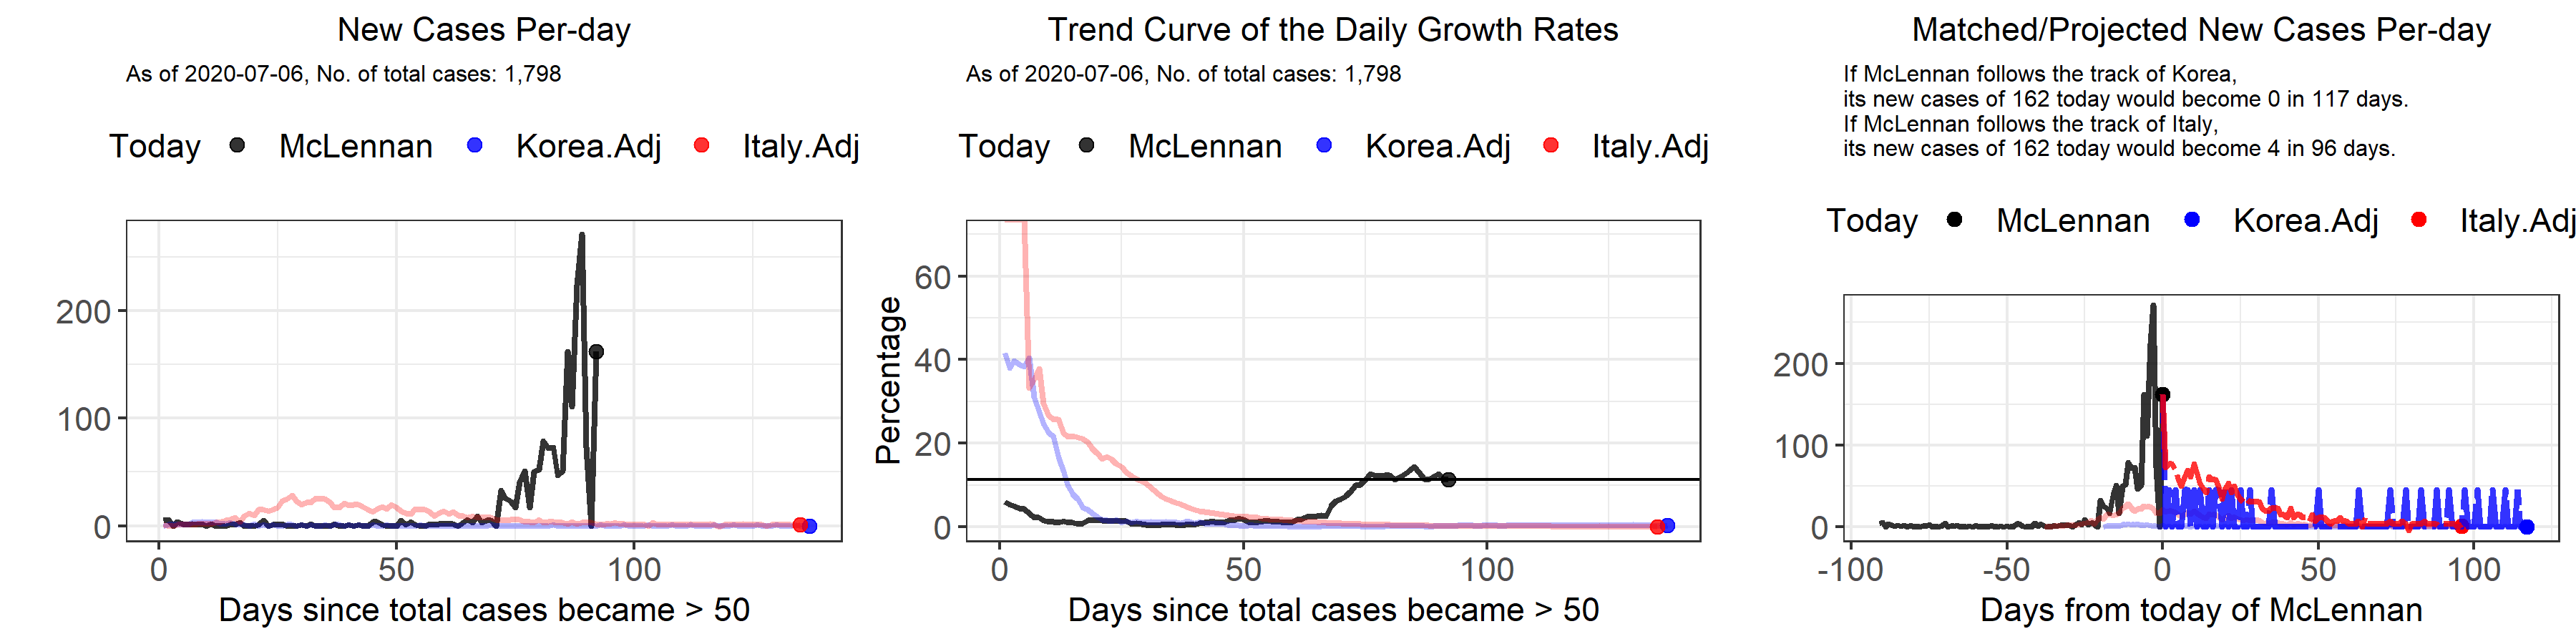 New Cases Per-day
As of 2020-07-06, No. of total cases: 1,798
Today McLennan Korea.Adj Italy.Adj
200
100
0
0 50 100
Days since total cases became > 50
Trend Curve of the Daily Growth Rates
As of 2020-07-06, No. of total cases: 1,798
Today McLennan Korea.Adj Italy.Adj
Percentage
60
40
20
0
0 50 100
Days since total cases became > 50
Matched/Projected New Cases Per-day
If McLennan follows the track of Korea,
its new cases of 162 today would become 0 in 117 days.
If McLennan follows the track of Italy,
its new cases of 162 today would become 4 in 96 days.
Today McLennan Korea.Adj Italy.Adj
200
100
0
-100 -50 0 50 100
Days from today of McLennan